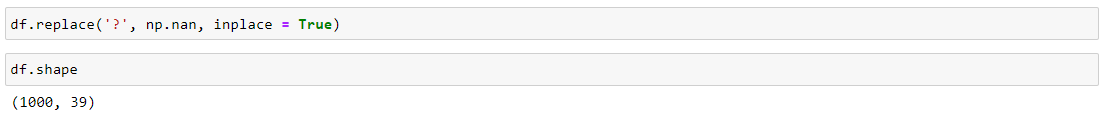 df.replace('?', np.nan, inplace = True)
df.shape
(1000, 39)